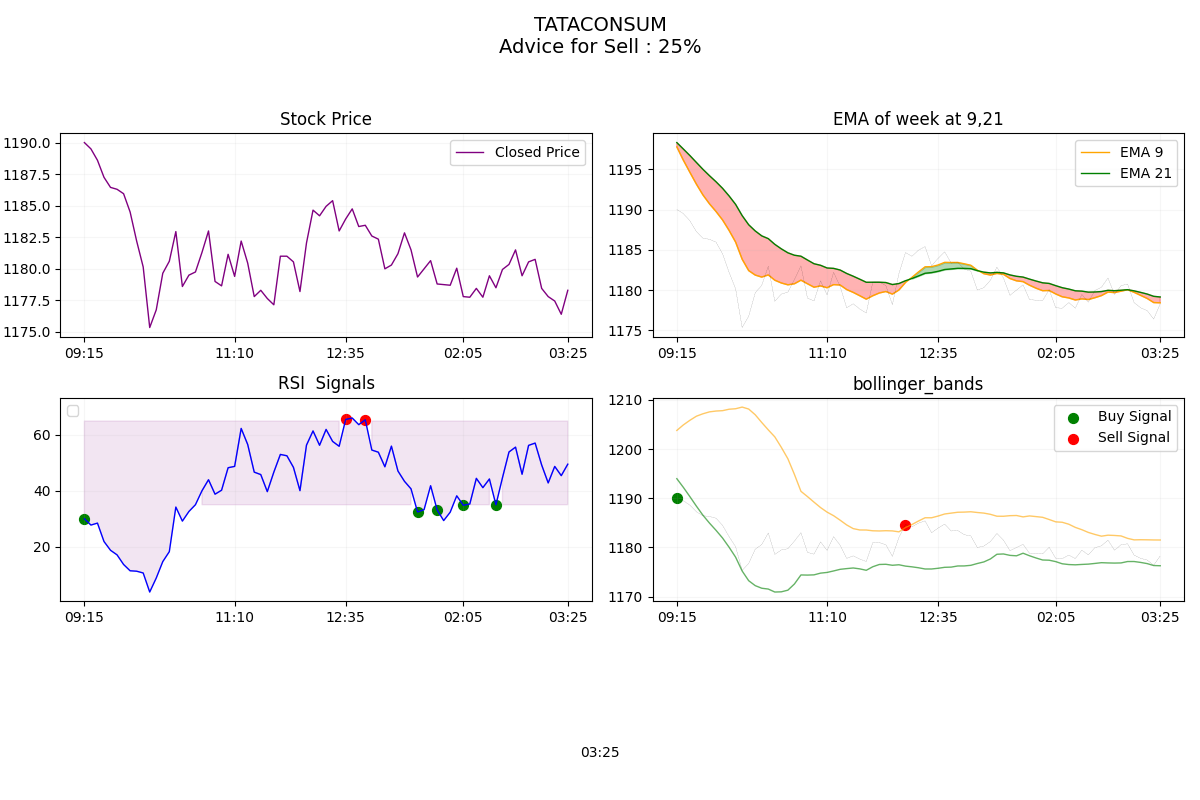 TATACONSUM
Advice for Sell : 25%
Stock Price
1190.0
1187.5
1185.0
1182.5
1180.0
1177.5
1175.0
Closed Price
09:15 11:10 12:35 02:05 03:25
EMA of week at 9,21
1195
1190
1185
1180
1175
EMA 9
EMA 21
09:15 11:10 12:35 02:05 03:25
RSI  Signals
60
40
20
09:15 11:10 12:35 02:05 03:25
bollinger_bands
1210
1200
1190
1180
1170
Buy Signal
Sell Signal
09:15 11:10 12:35 02:05 03:25
03:25